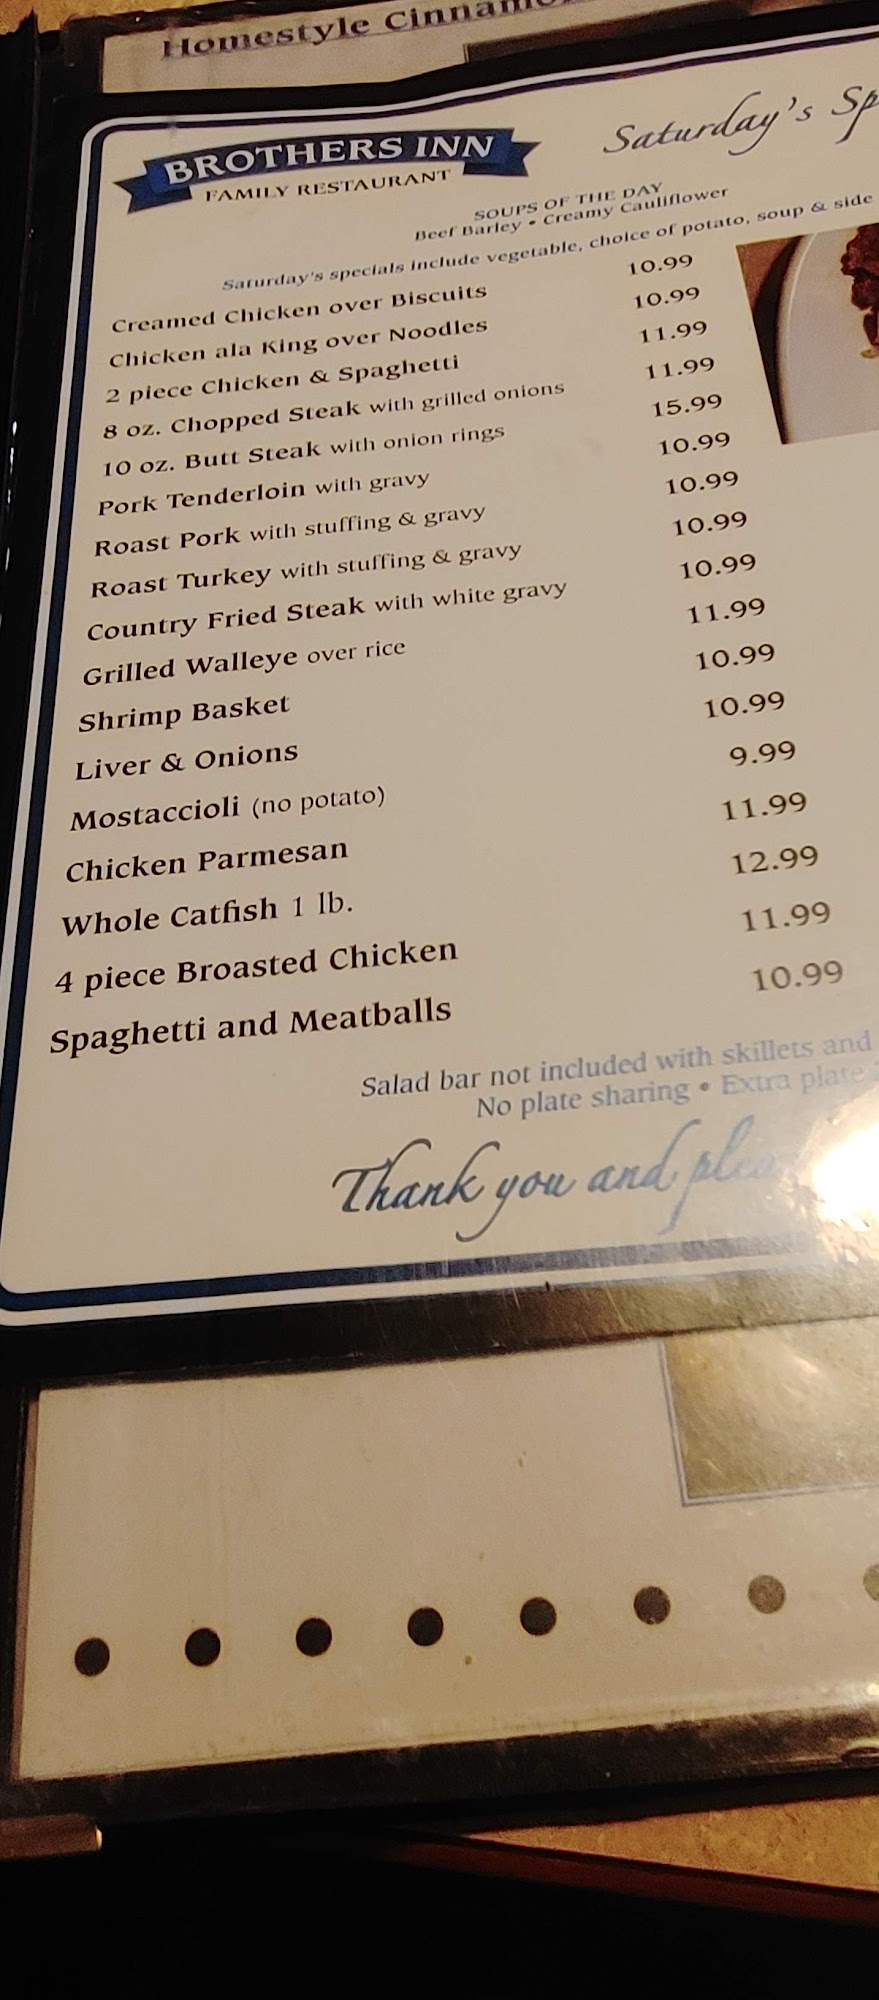 Homestyle
BROTHERS INN
FAMILY RESTAURANT
Saturday's
SOUPS OF THE DAY
Beef Barley • Creamy Cauliflower
Saturday's specials include vegetable, choice of potato, soup & side
Creamed Chicken over Biscuits 10.99
Chicken ala King over Noodles 10.99
2 piece Chicken & Spaghetti 11.99
8 oz. Chopped Steak with grilled onions 11.99
10 oz. Butt Steak with onion rings 15.99
Pork Tenderloin with gravy 10.99
Roast Pork with stuffing & gravy 10.99
Roast Turkey with stuffing & gravy 10.99
Country Fried Steak with white gravy 10.99
Grilled Walleye over rice 11.99
Shrimp Basket 10.99
Liver & Onions 10.99
Mostaccioli (no potato) 9.99
Chicken Parmesan 11.99
Whole Catfish 1 lb. 12.99
4 piece Broasted Chicken 11.99
Spaghetti and Meatballs 10.99
Salad bar not included with skillets and
No plate sharing • Extra plate
Thank you and